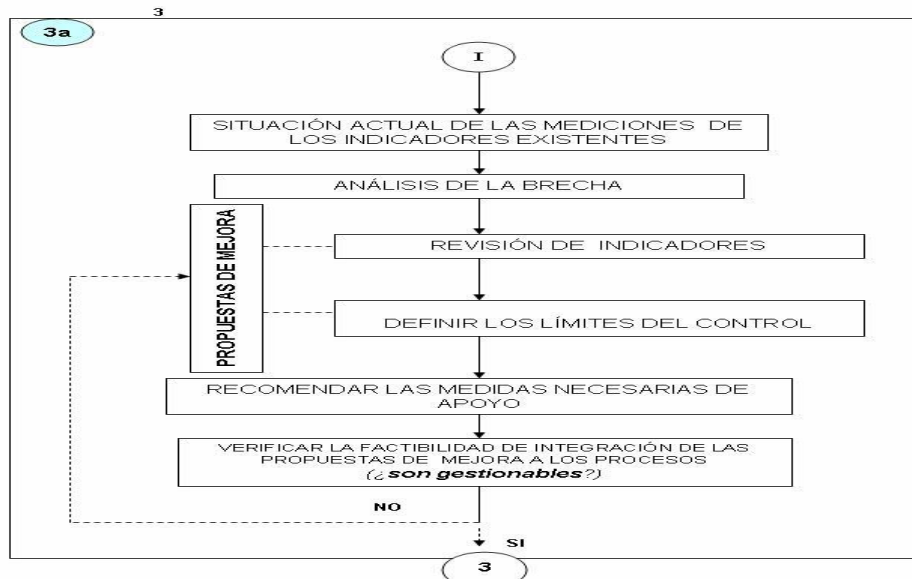 3
3a
I
SITUACIÓN ACTUAL DE LAS MEDICIONES DE
LOS INDICADORES EXISTENTES
ANÁLISIS DE LA BRECHA
PROPUESTAS DE MEJORA
REVISIÓN DE INDICADORES
DEFINIR LOS LÍMITES DEL CONTROL
RECOMENDAR LAS MEDIDAS NECESARIAS DE
APOYO
VERIFICAR LA FACTIBILIDAD DE INTEGRACIÓN DE LAS
PROPUESTAS DE MEJORA A LOS PROCESOS
(¿son gestionables?)
NO
SI
3